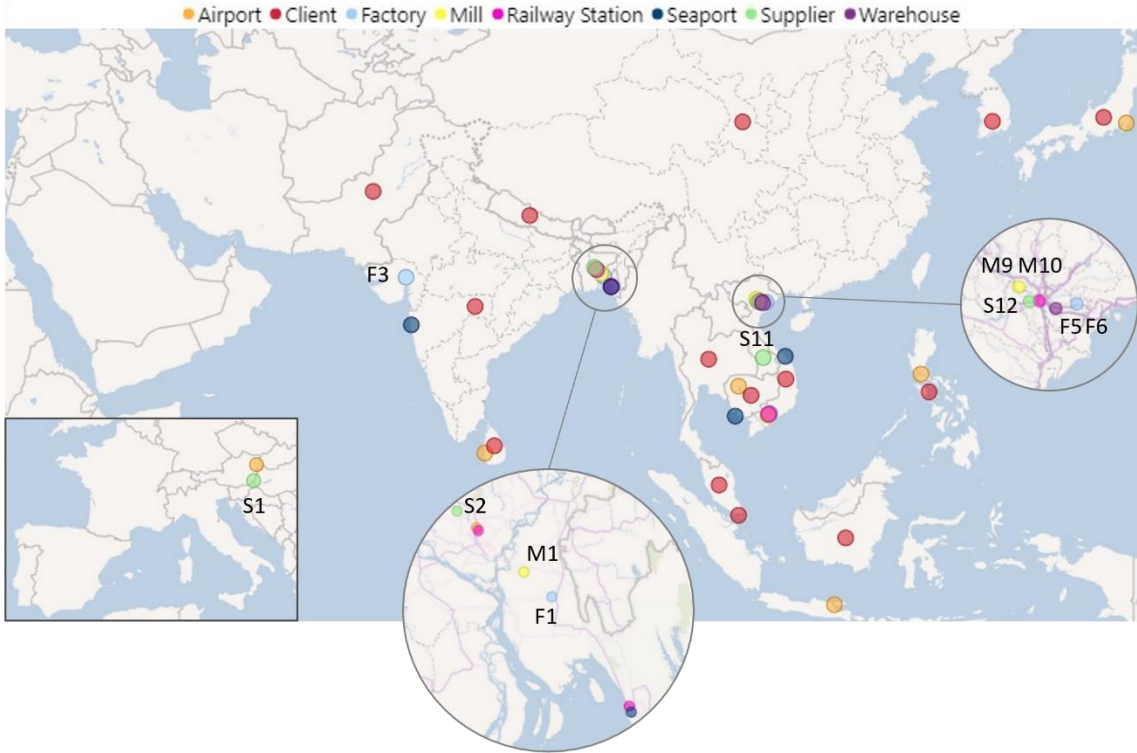 Airport Client Factory Mill Railway Station Seaport Supplier Warehouse
F3
M9 M10
S12
F5 F6
S11
S1
S2
M1
F1